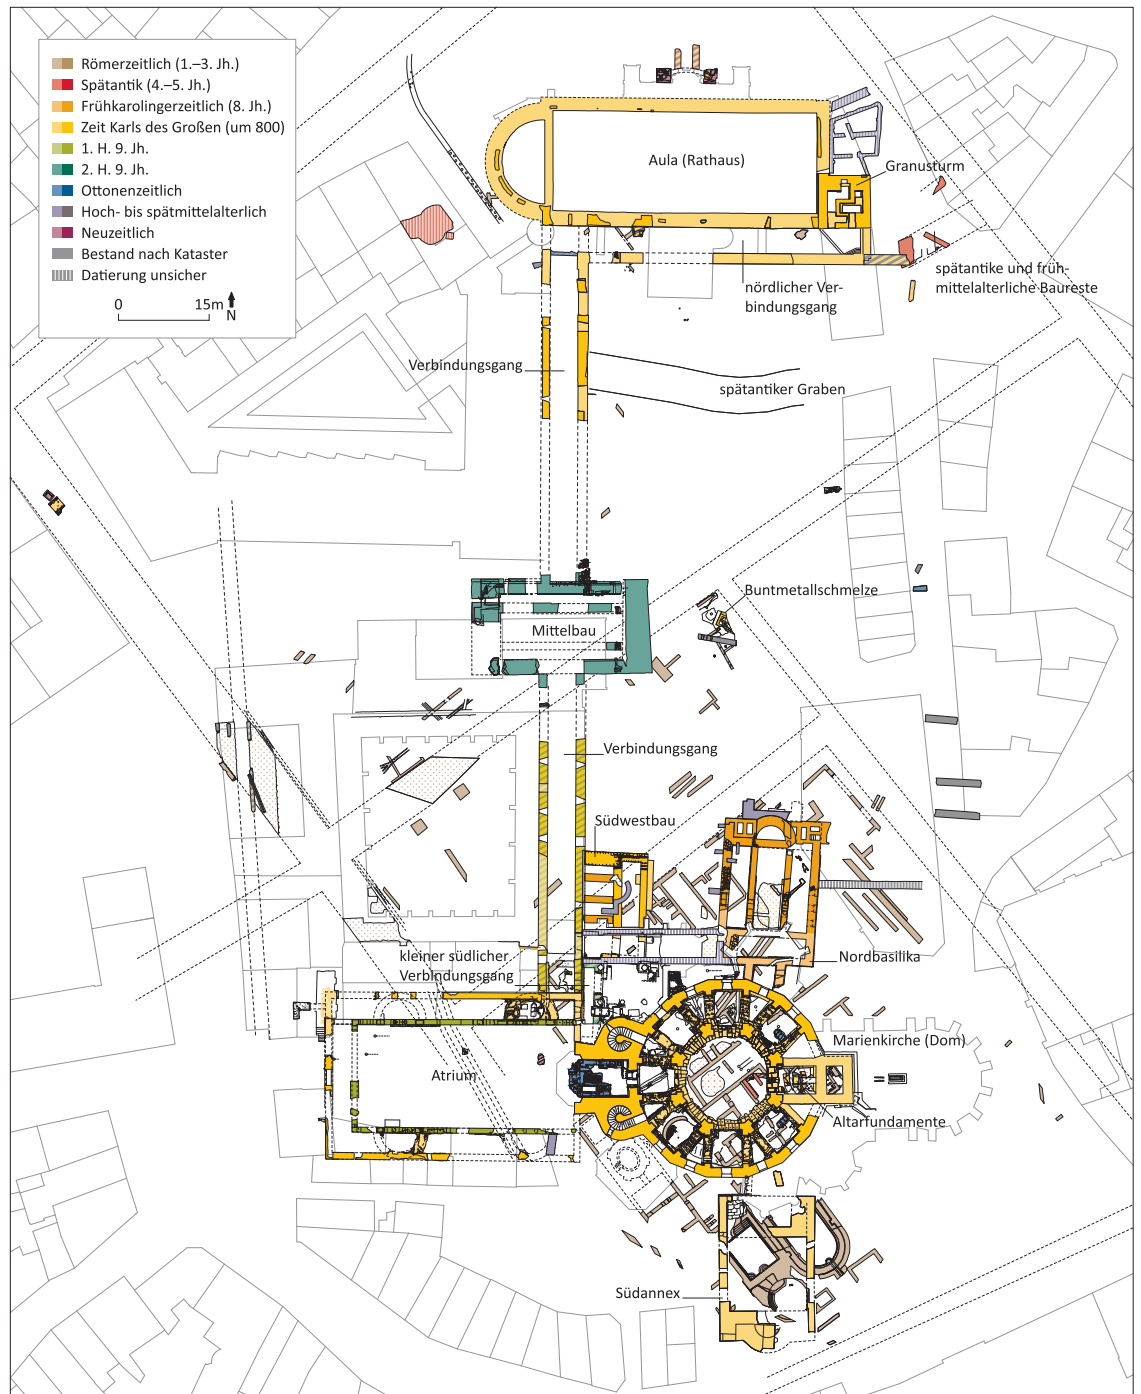 Römerzeitlich (1.–3. Jh.)
Spätantik (4.–5. Jh.)
Frühkarolingerzeitlich (8. Jh.)
Zeit Karls des Großen (um 800)
1. H. 9. Jh.
2. H. 9. Jh.
Ottonenzeitlich
Hoch- bis spätmittelalterlich
Neuzeitlich
Bestand nach Kataster
Datierung unsicher
0 15m
N
Aula (Rathaus)
Granusturm
spätantike und früh-
mittelalterliche Baureste
nördlicher Ver-
bindungsgang
Verbindungsgang
spätantiker Graben
Buntmetallschmelze
Mittelbau
Verbindungsgang
Südwestbau
kleiner südlicher
Verbindungsgang
Nordbasilika
Marienkirche (Dom)
Atrium
Altarfundamente
Südannex